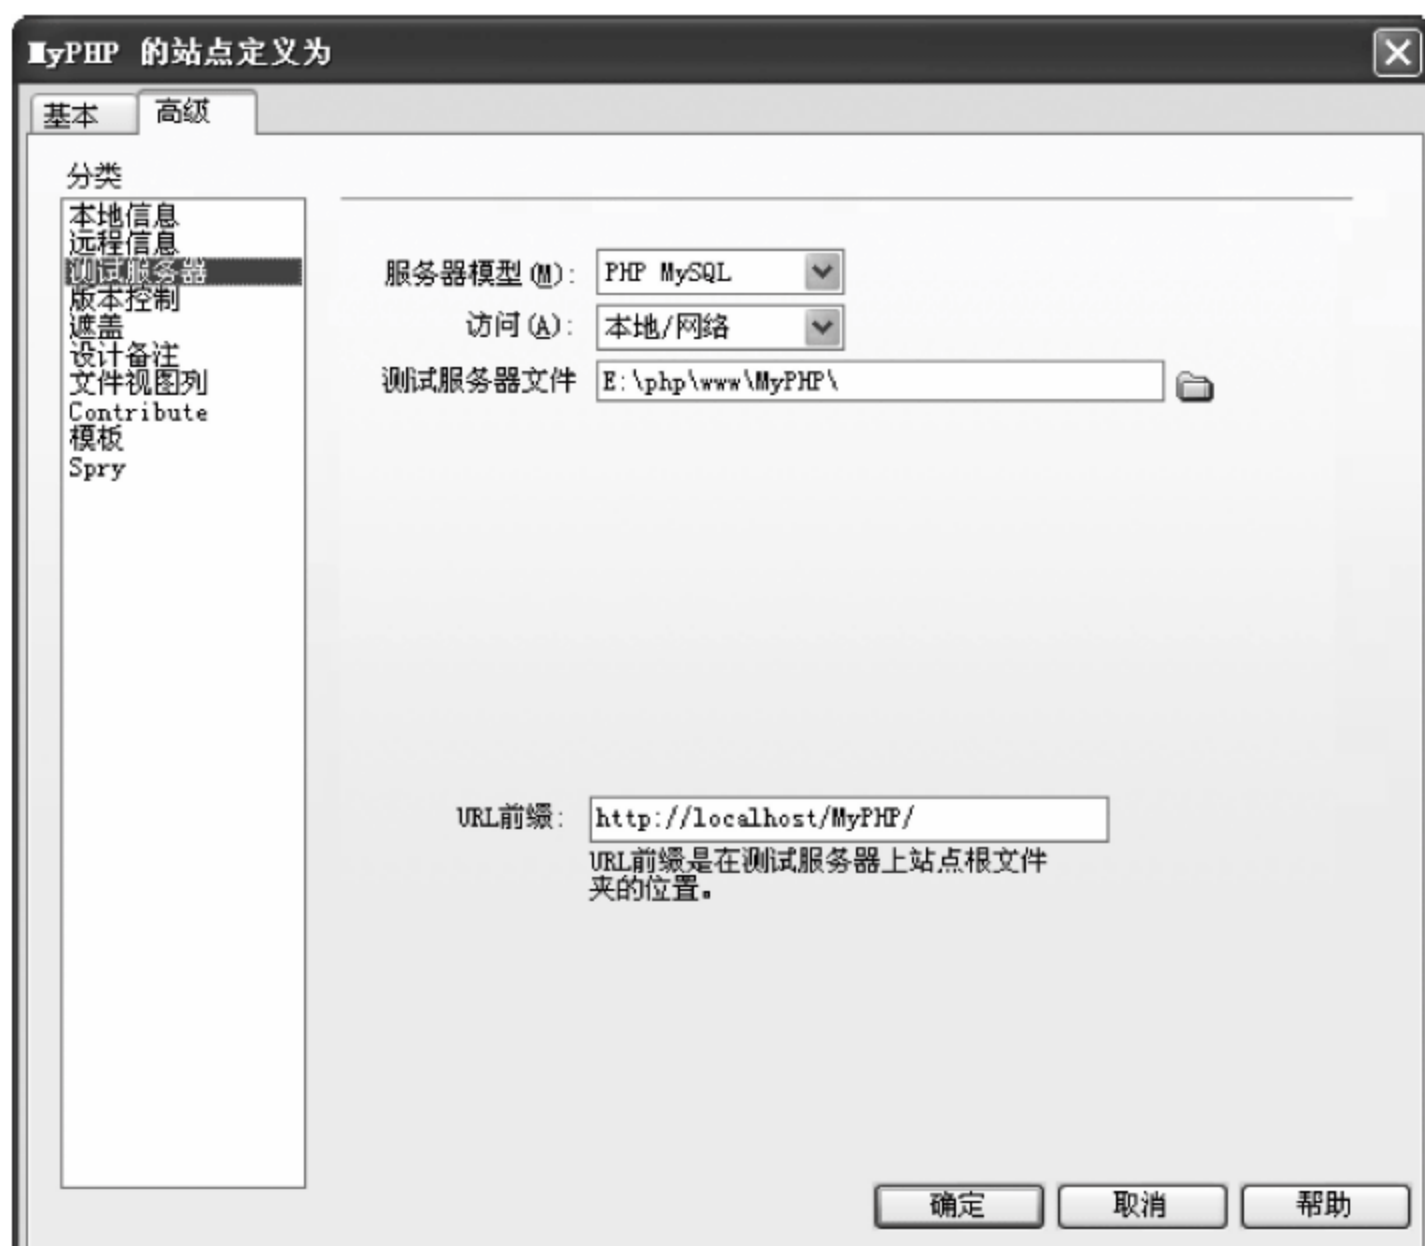 MyPHP 的站点定义为
基本
高级
分类
本地信息
远程信息
测试服务器
版本控制
遮盖
设计备注
文件视图列
Contribute
模板
Spry
服务器模型(M): PHP MySQL
访问(A): 本地/网络
测试服务器文件 E:\php\www\MyPHP\
URL前缀: http://localhost/MyPHP/
URL前缀是在测试服务器上站点根文件
夹的位置。
确定
取消
帮助